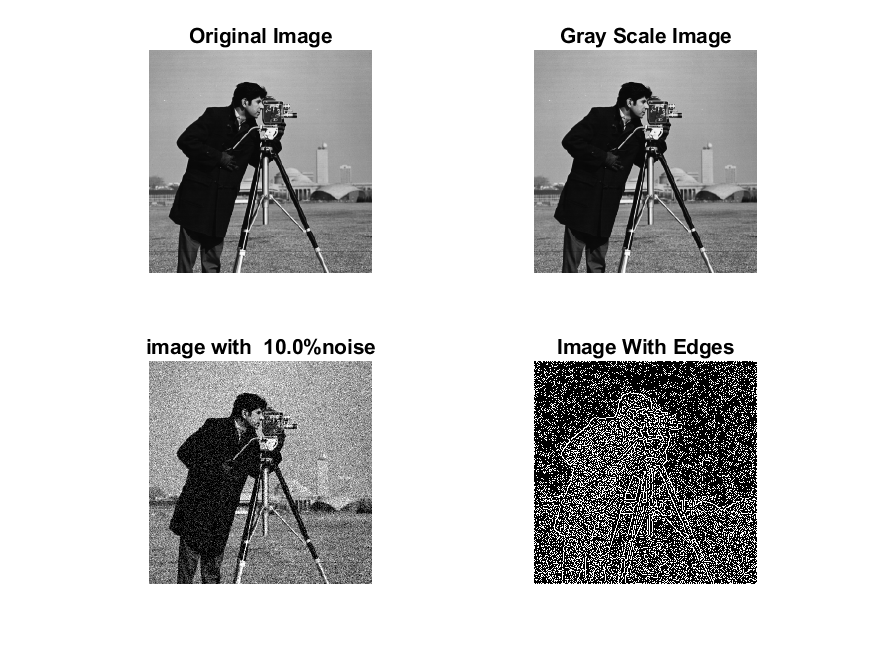 Original Image
Gray Scale Image
image with  10.0%noise
Image With Edges